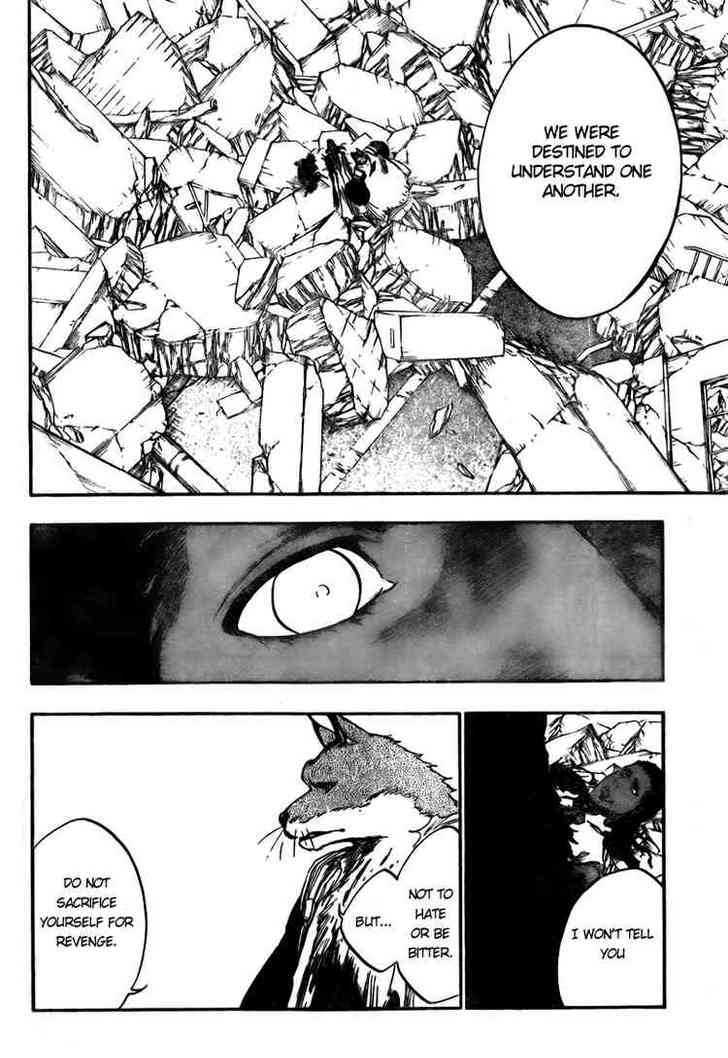 WE WERE
DESTINED TO
UNDERSTAND ONE
ANOTHER.
I WON'T TELL
YOU
NOT TO
HATE
OR BE
BITTER.
BUT...
DO NOT
SACRIFICE
YOURSELF FOR
REVENGE.